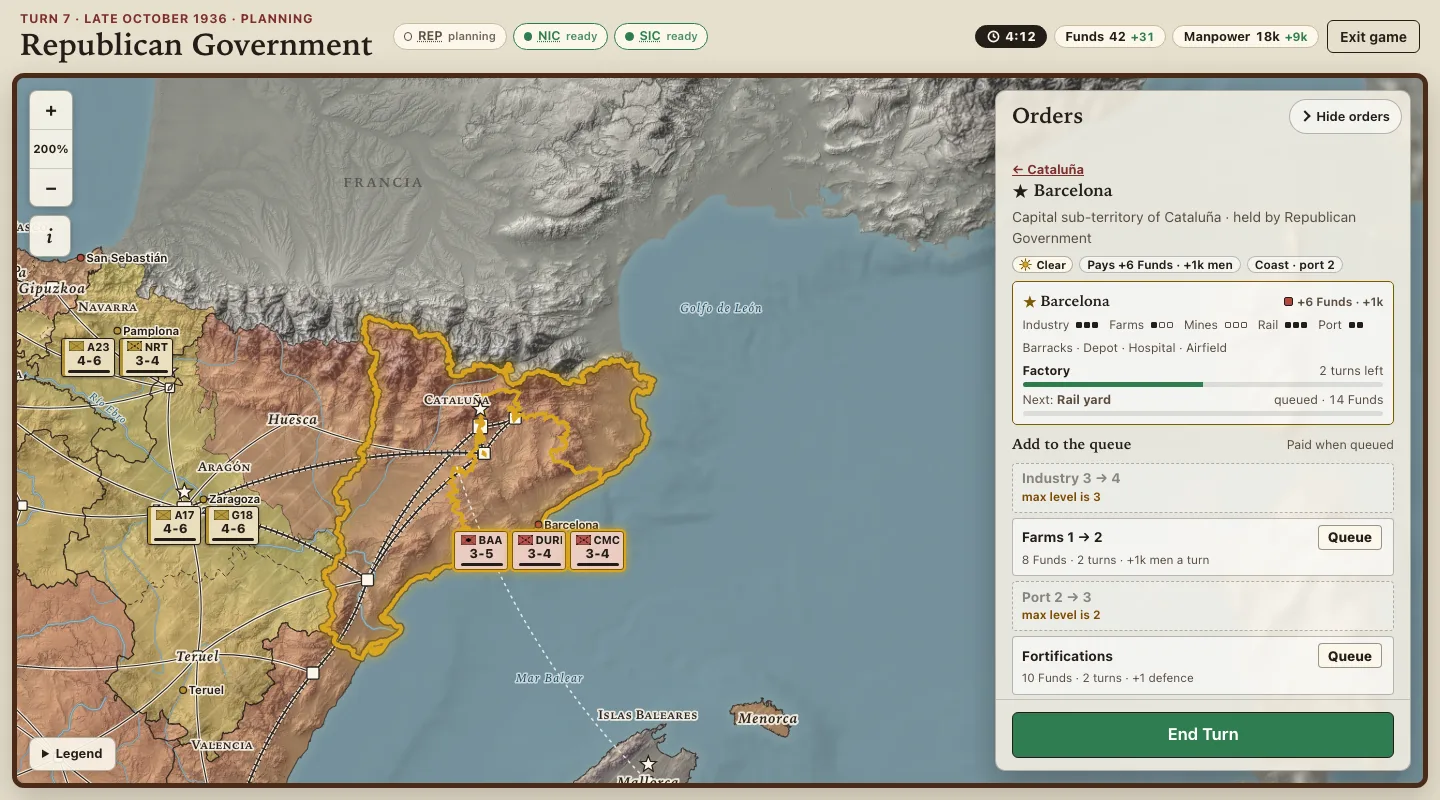 TURN 7 · LATE OCTOBER 1936 · PLANNING
Republican Government
REP planning
NIC ready
SIC ready
4:12
Funds 42 +31
Manpower 18k +9k
Exit game
+
200%
−
i
FRANCIA
Golfo de León
San Sebastián
Gipuzkoa
NAVARRA
Pamplona
A23
4-6
NRT
3-4
Río Ebro
Huesca
CATALUÑA
ARAGÓN
Zaragoza
A17
4-6
G18
4-6
Barcelona
BAA
3-5
DURI
3-4
CMC
3-4
Teruel
Teruel
Mar Balear
ISLAS BALEARES
Menorca
VALENCIA
Mallorca
Legend
Orders
Hide orders
← Cataluña
★ Barcelona
Capital sub-territory of Cataluña · held by Republican
Government
Clear
Pays +6 Funds · +1k men
Coast · port 2
★ Barcelona
+6 Funds · +1k
Industry
Farms
Mines
Rail
Port
Barracks · Depot · Hospital · Airfield
Factory
2 turns left
Next: Rail yard
queued · 14 Funds
Add to the queue
Paid when queued
Industry 3 → 4
max level is 3
Farms 1 → 2
Queue
8 Funds · 2 turns · +1k men a turn
Port 2 → 3
max level is 2
Fortifications
Queue
10 Funds · 2 turns · +1 defence
End Turn